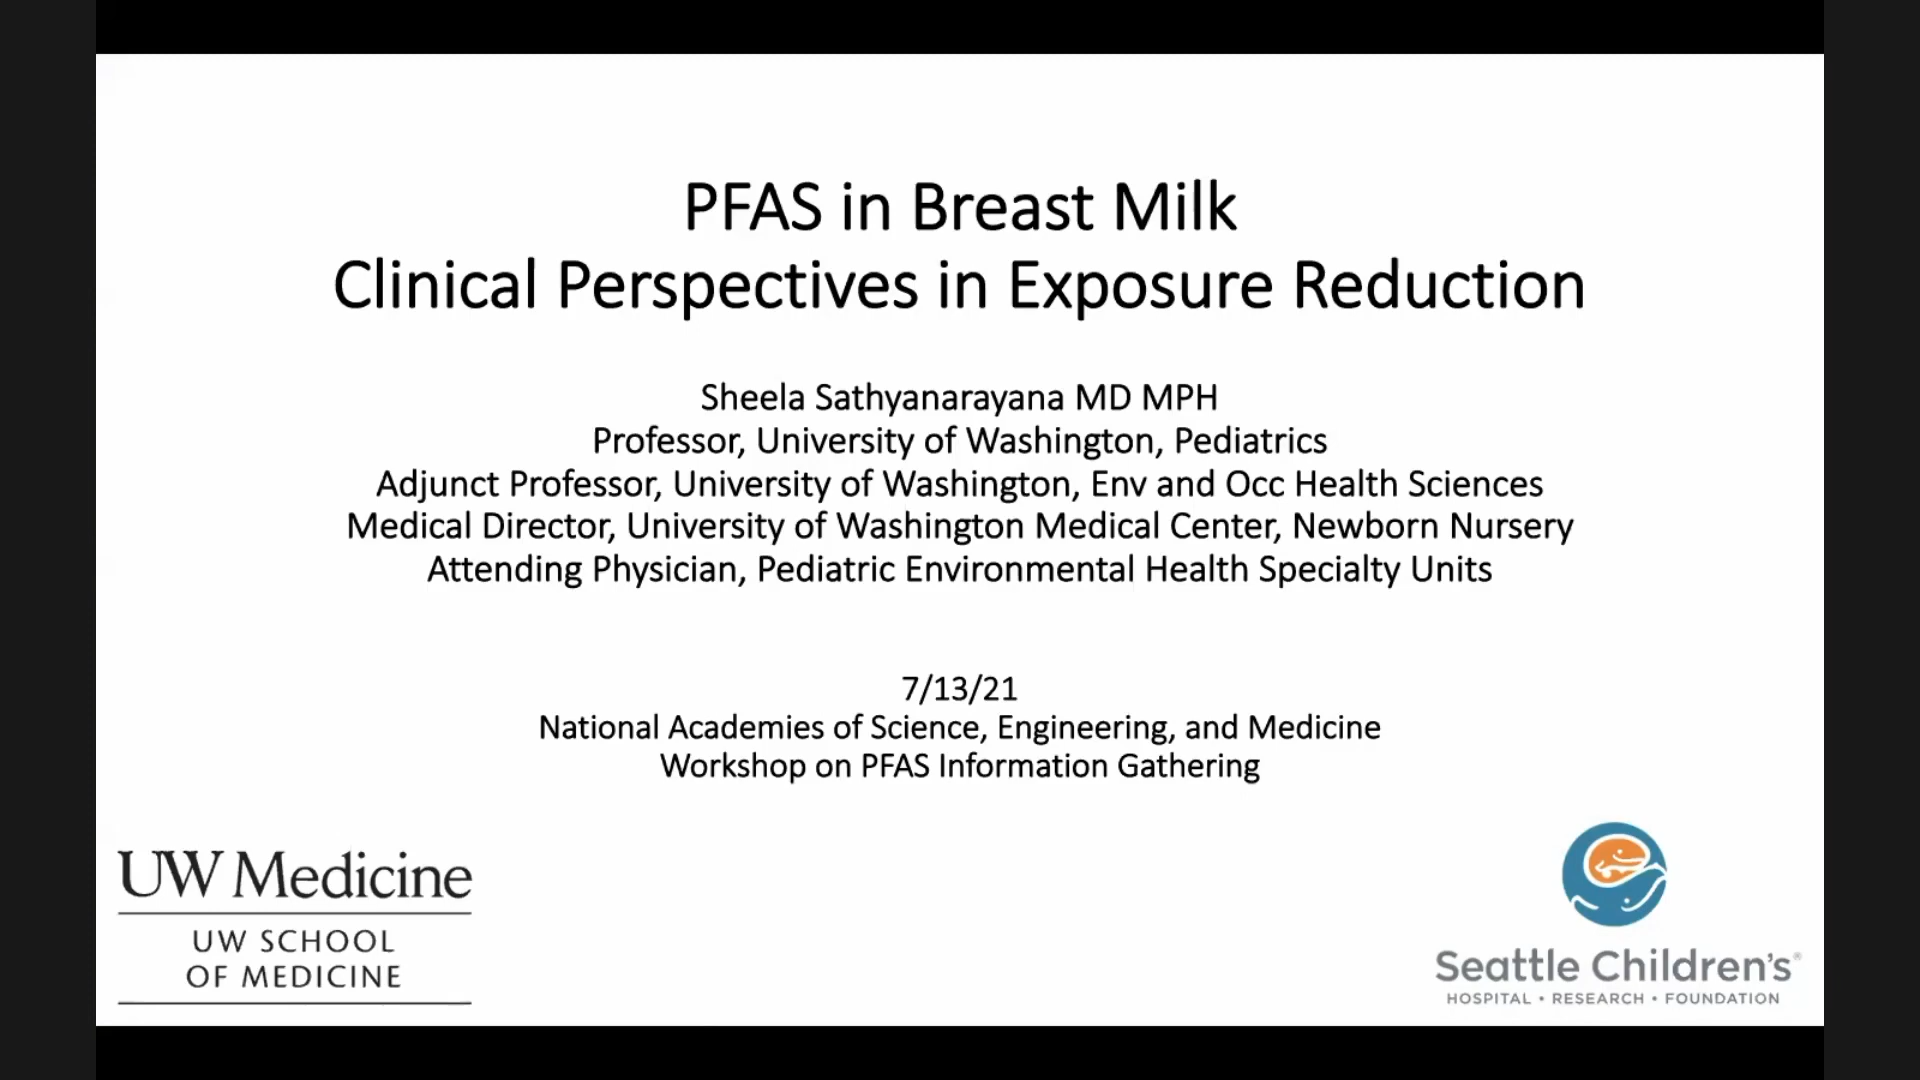 PFAS in Breast Milk
Clinical Perspectives in Exposure Reduction
Sheela Sathyanarayana MD MPH
Professor, University of Washington, Pediatrics
Adjunct Professor, University of Washington, Env and Occ Health Sciences
Medical Director, University of Washington Medical Center, Newborn Nursery
Attending Physician, Pediatric Environmental Health Specialty Units
7/13/21
National Academies of Science, Engineering, and Medicine
Workshop on PFAS Information Gathering
UW Medicine
UW SCHOOL
OF MEDICINE
Seattle Children's®
HOSPITAL • RESEARCH • FOUNDATION